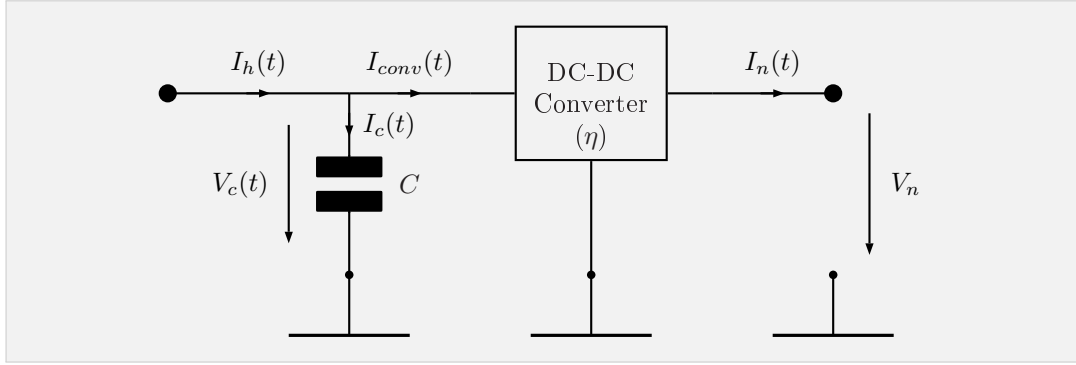 I_h(t)
I_conv(t)
I_n(t)
DC-DC
Converter
(η)
I_c(t)
V_c(t)
C
V_n